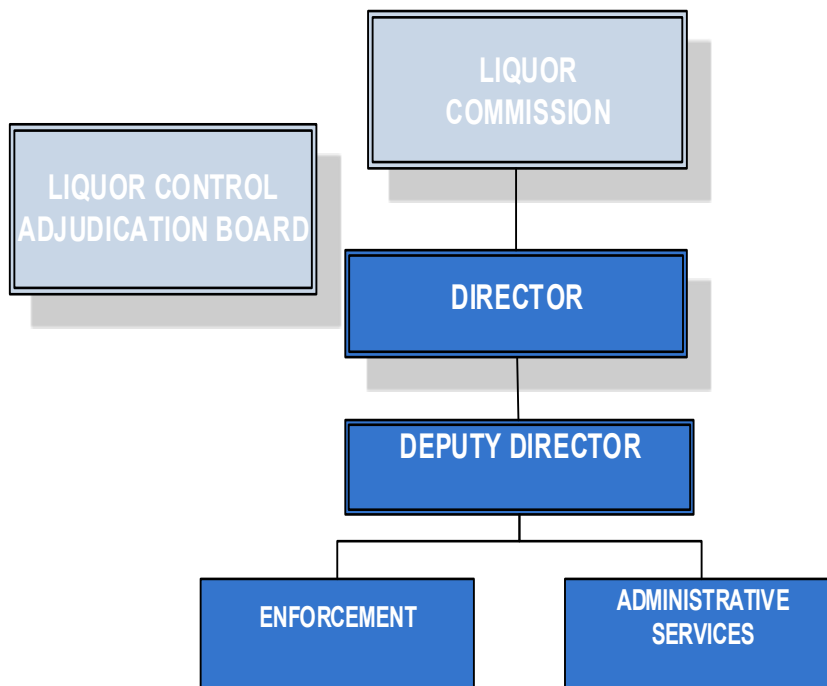 LIQUOR
COMMISSION
LIQUOR CONTROL
ADJUDICATION BOARD
DIRECTOR
DEPUTY DIRECTOR
ENFORCEMENT
ADMINISTRATIVE
SERVICES